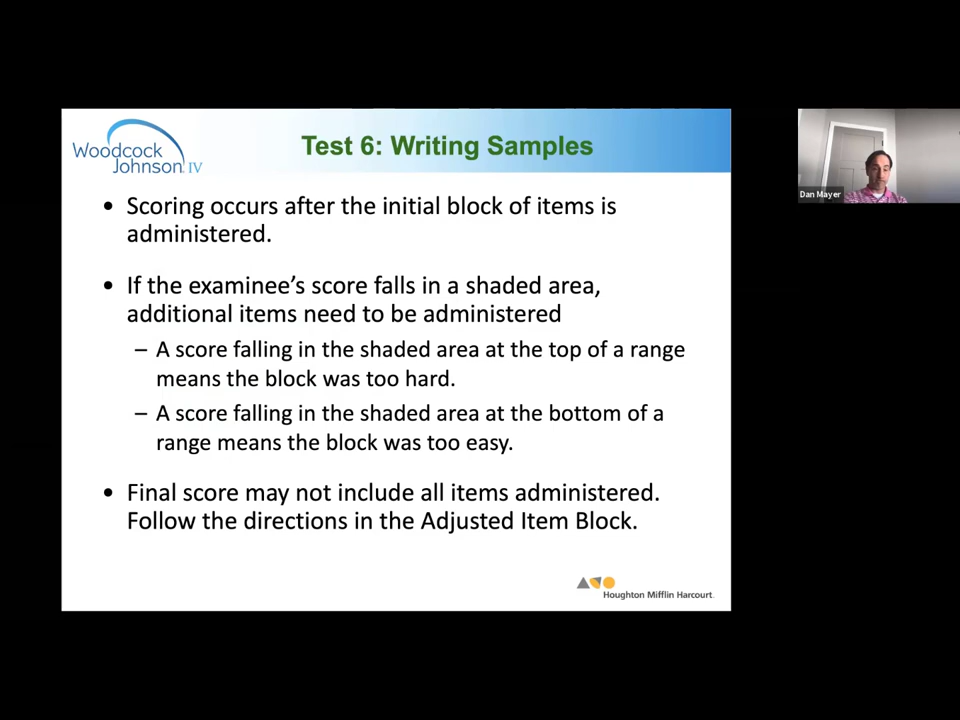 Woodcock
Johnson IV
Test 6: Writing Samples
• Scoring occurs after the initial block of items is
administered.
• If the examinee’s score falls in a shaded area,
additional items need to be administered
– A score falling in the shaded area at the top of a range
means the block was too hard.
– A score falling in the shaded area at the bottom of a
range means the block was too easy.
• Final score may not include all items administered.
Follow the directions in the Adjusted Item Block.
Houghton Mifflin Harcourt
Dan Mayer